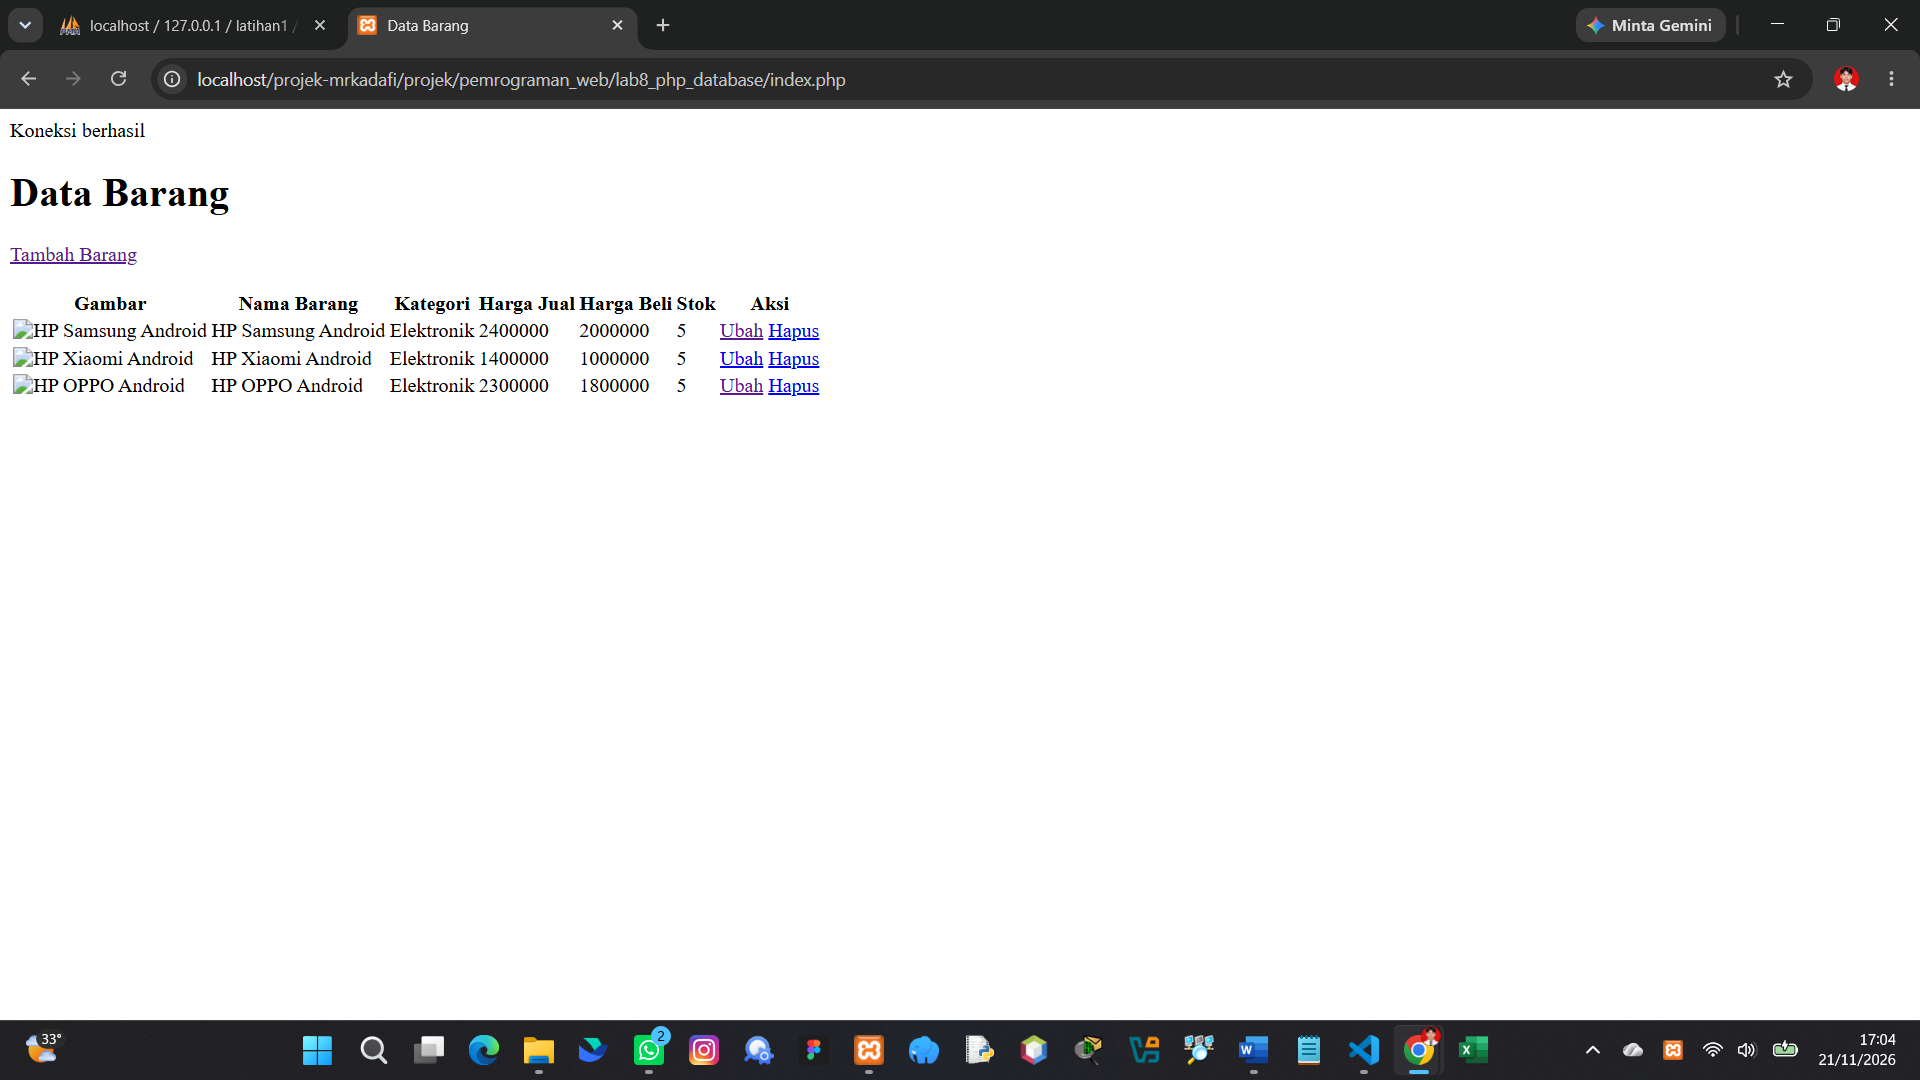 localhost / 127.0.0.1 / latihan1 /
Data Barang
Minta Gemini
localhost/projek-mrkadafi/projek/pemrograman_web/lab8_php_database/index.php
Koneksi berhasil
Data Barang
Tambah Barang
Gambar Nama Barang Kategori Harga Jual Harga Beli Stok Aksi
HP Samsung Android HP Samsung Android Elektronik 2400000 2000000 5 Ubah Hapus
HP Xiaomi Android HP Xiaomi Android Elektronik 1400000 1000000 5 Ubah Hapus
HP OPPO Android HP OPPO Android Elektronik 2300000 1800000 5 Ubah Hapus
33°
2
17:04
21/11/2026